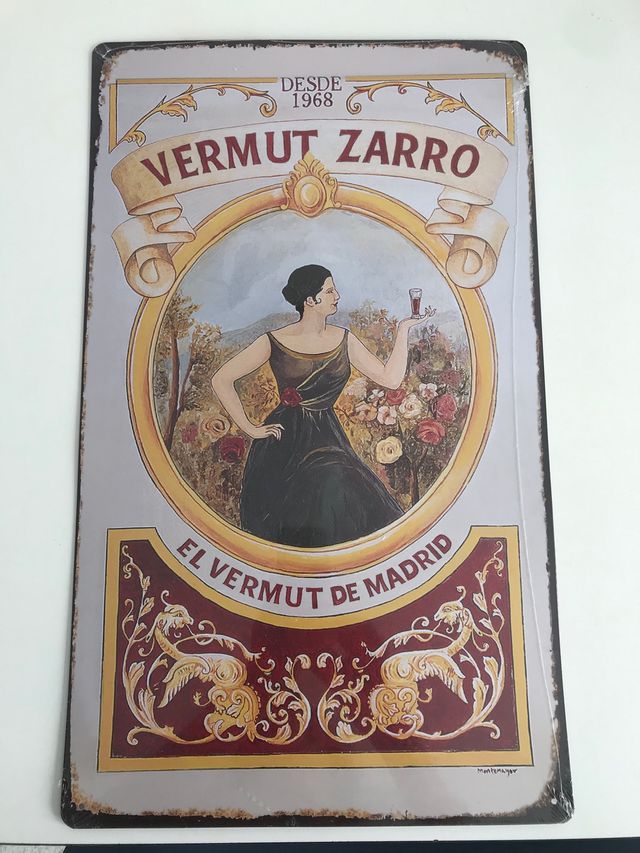 DESDE
1968
VERMUT ZARRO
EL VERMUT DE MADRID
Montemayor